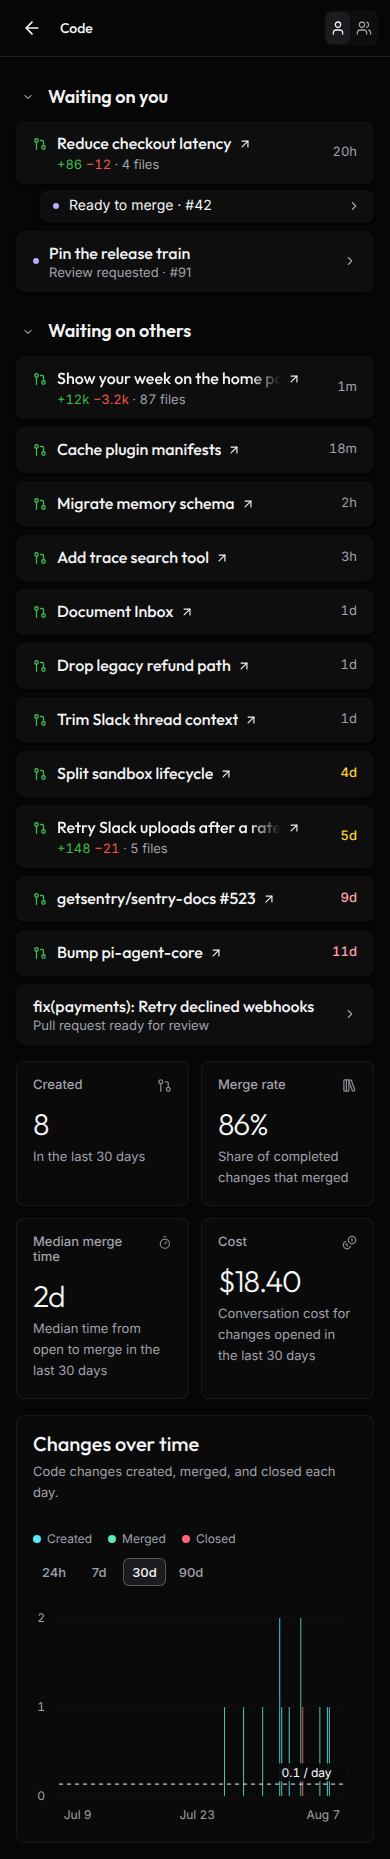 Code
Waiting on you
Reduce checkout latency
20h
+86 −12 · 4 files
Ready to merge · #42
Pin the release train
Review requested · #91
Waiting on others
Show your week on the home
1m
+12k −3.2k · 87 files
Cache plugin manifests
18m
Migrate memory schema
2h
Add trace search tool
3h
Document Inbox
1d
Drop legacy refund path
1d
Trim Slack thread context
1d
Split sandbox lifecycle
4d
Retry Slack uploads after a rate
5d
+148 −21 · 5 files
getsentry/sentry-docs #523
9d
Bump pi-agent-core
11d
fix(payments): Retry declined webhooks
Pull request ready for review
Created
8
In the last 30 days
Merge rate
86%
Share of completed
changes that merged
Median merge
time
2d
Median time from
open to merge in the
last 30 days
Cost
$18.40
Conversation cost for
changes opened in
the last 30 days
Changes over time
Code changes created, merged, and closed each
day.
Created Merged Closed
24h 7d 30d 90d
2
1
0.1 / day
0
Jul 9 Jul 23 Aug 7